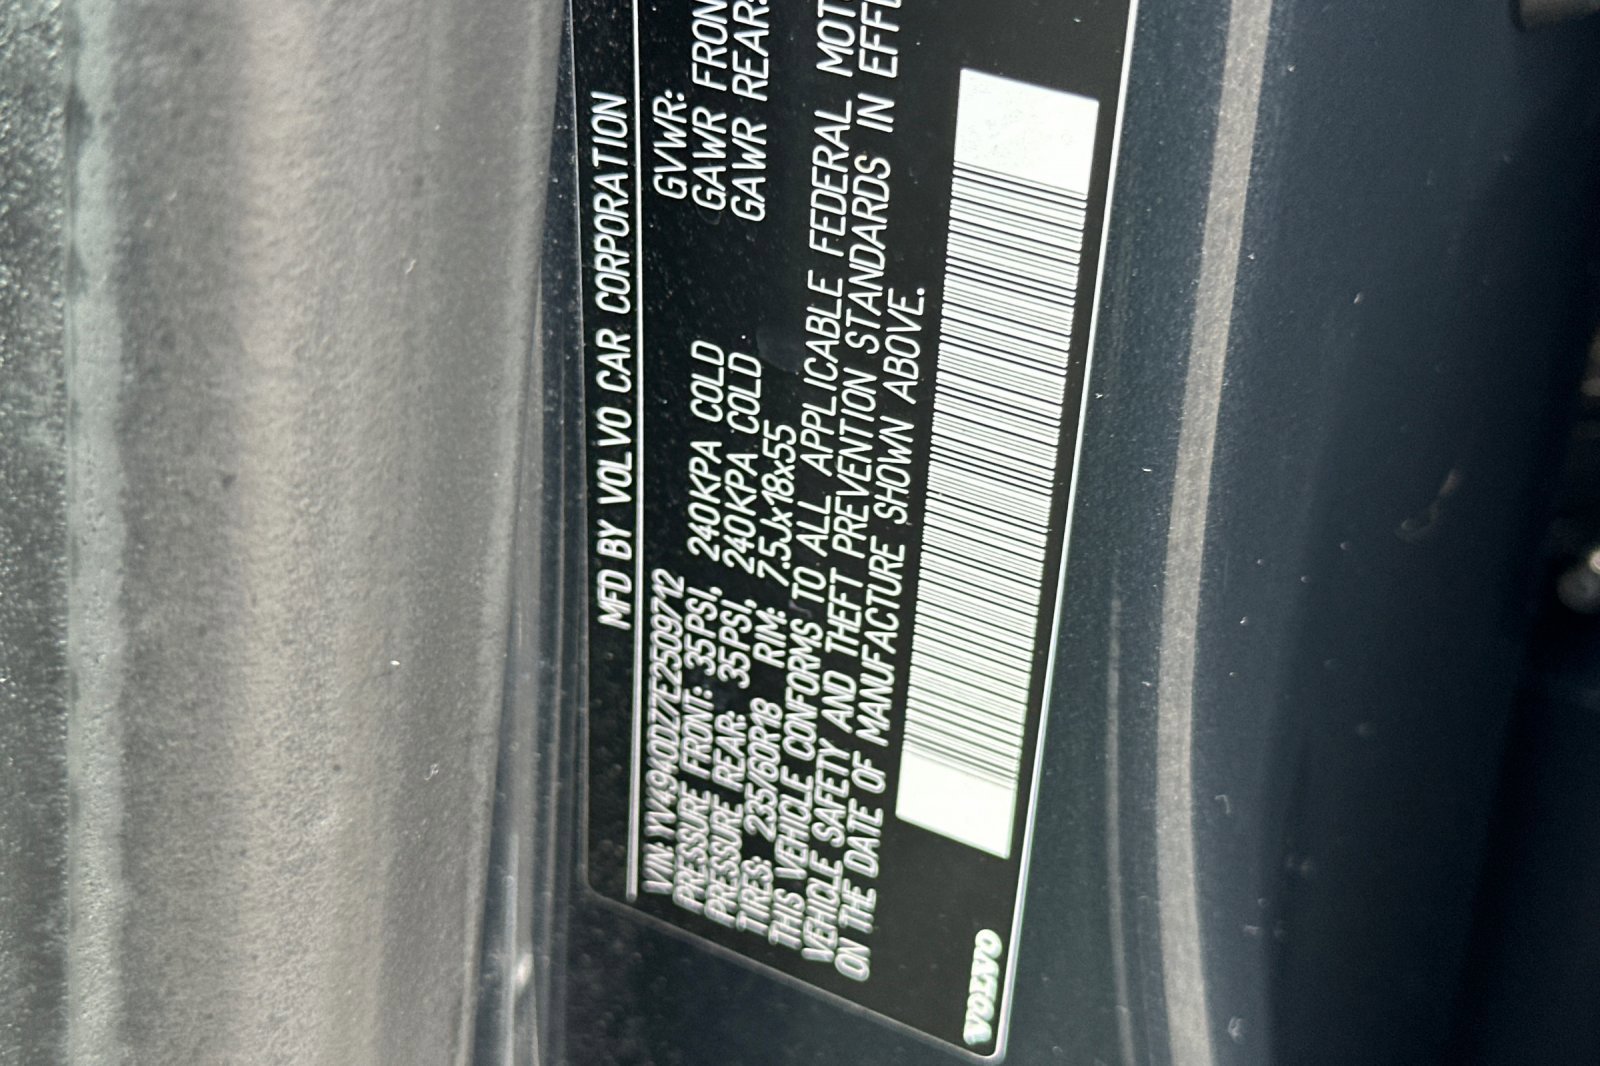 MFD BY VOLVO CAR CORPORATION
VIN: YV4940DZ7E2509712
GVWR:
PRESSURE FRONT: 35PSI, 240KPA COLD
GAWR FRON
PRESSURE REAR: 35PSI, 240KPA COLD
GAWR REAR:
TIRES: 235/60R18 RIM: 7.5Jx18x55
THIS VEHICLE CONFORMS TO ALL APPLICABLE FEDERAL MOTO
VEHICLE SAFETY AND THEFT PREVENTION STANDARDS IN EFFE
ON THE DATE OF MANUFACTURE SHOWN ABOVE.
VOLVO